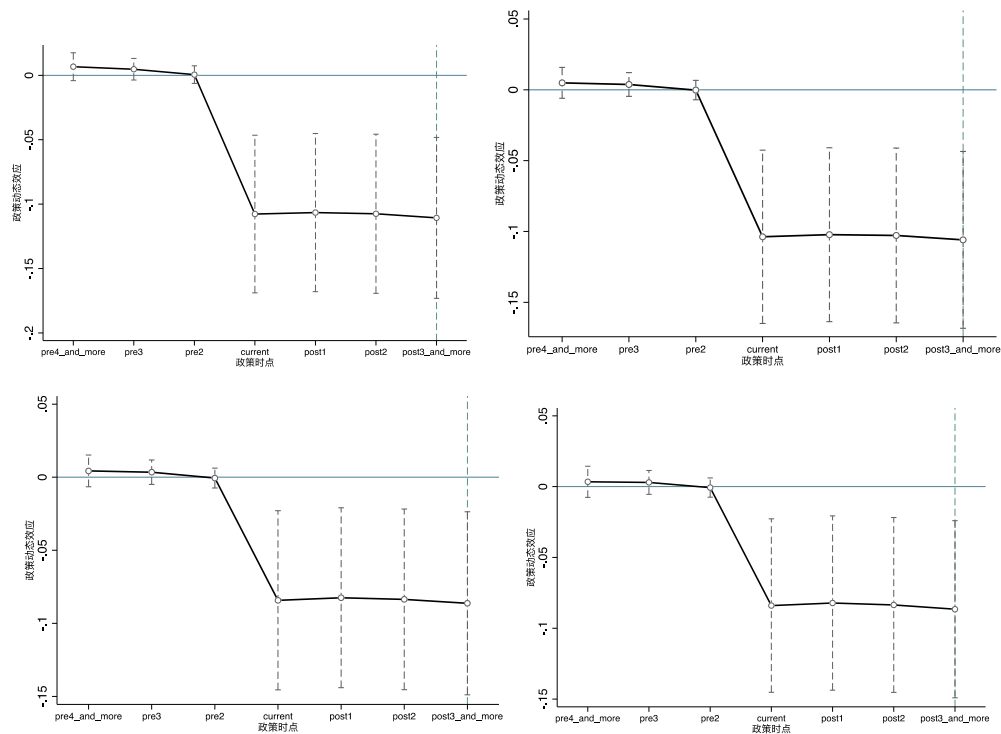 0
-.05
-.1
-.15
-.2
政策动态效应
pre4_and_more pre3 pre2 current post1 post2 post3_and_more
政策时点
.05
0
-.05
-.1
-.15
政策动态效应
pre4_and_more pre3 pre2 current post1 post2 post3_and_more
政策时点
.05
0
-.05
-.1
-.15
政策动态效应
pre4_and_more pre3 pre2 current post1 post2 post3_and_more
政策时点
.05
0
-.05
-.1
-.15
政策动态效应
pre4_and_more pre3 pre2 current post1 post2 post3_and_more
政策时点